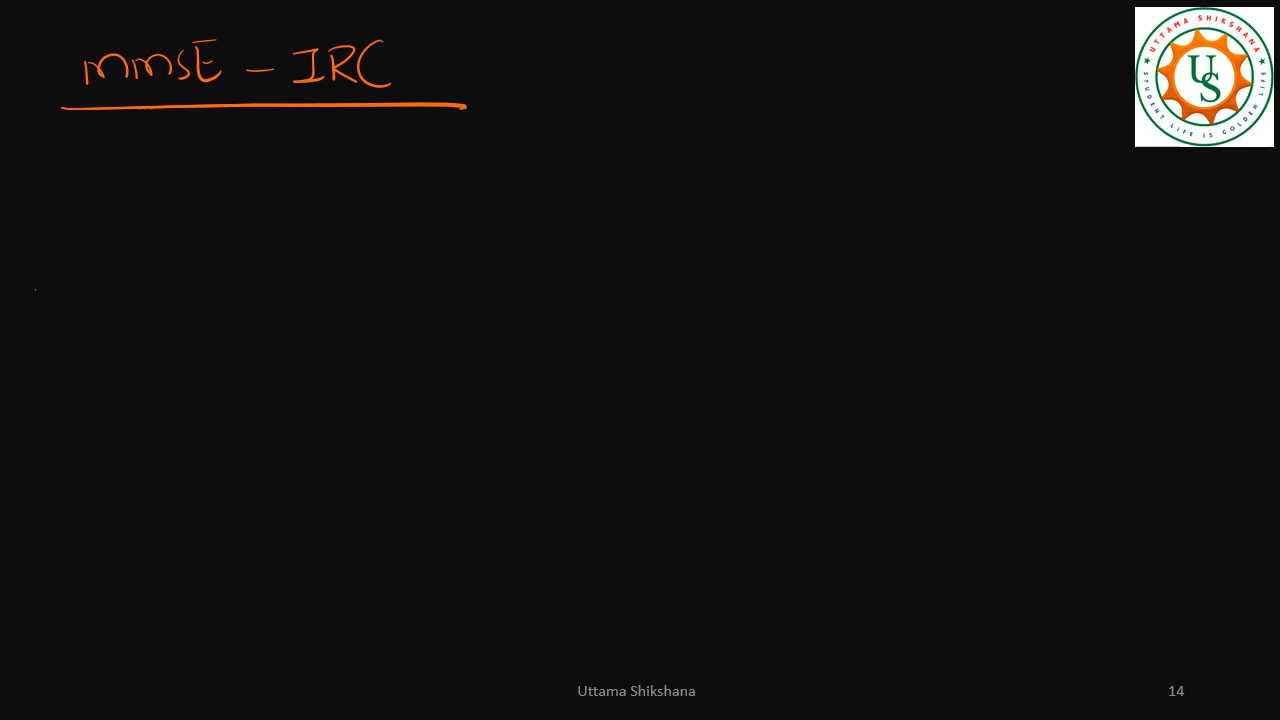 MMSE - IRC
UTTAMA SHIKSHANA
US
STUDENT LIFE IS GOLDEN LIFE
Uttama Shikshana
14